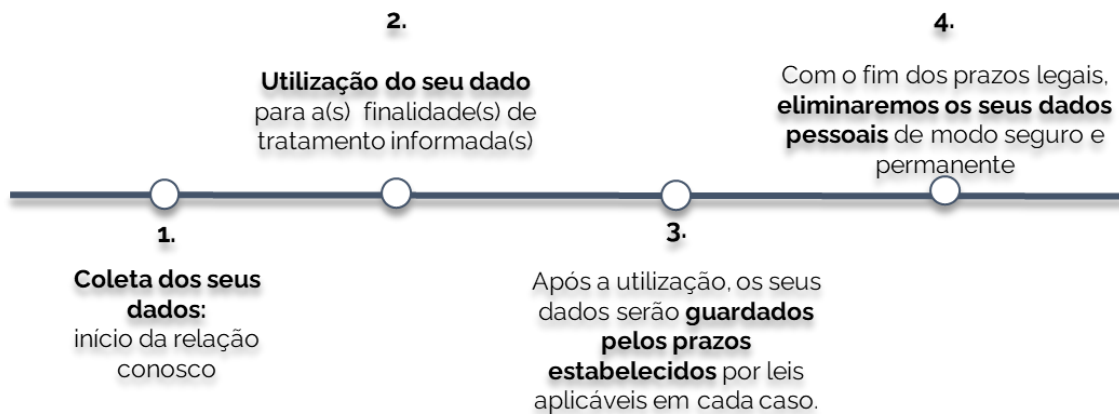 1.
Coleta dos seus
dados:
início da relação
conosco
2.
Utilização do seu dado
para a(s) finalidade(s) de
tratamento informada(s)
3.
Após a utilização, os seus
dados serão guardados
pelos prazos
estabelecidos por leis
aplicáveis em cada caso.
4.
Com o fim dos prazos legais,
eliminaremos os seus dados
pessoais de modo seguro e
permanente